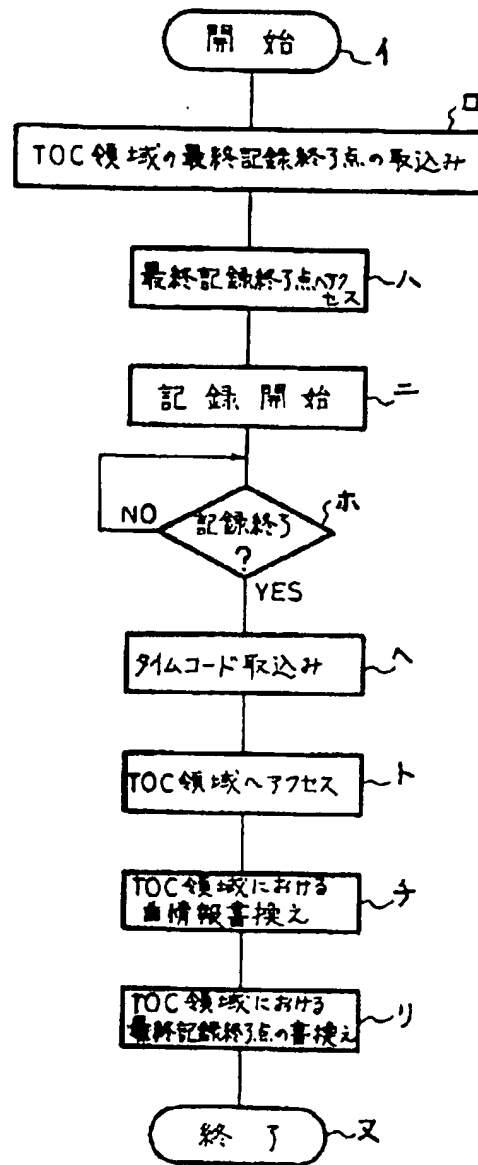 開始
イ
ロ
TOC領域の最終記録終了点の取込み
最終記録終了点へアク
セス
ハ
記録開始
ニ
NO
記録終了
?
ホ
YES
タイムコード取込み
ヘ
TOC領域へアクセス
ト
TOC領域における
曲情報書換え
チ
TOC領域における
最終記録終了点の書換え
リ
終了
ヌ